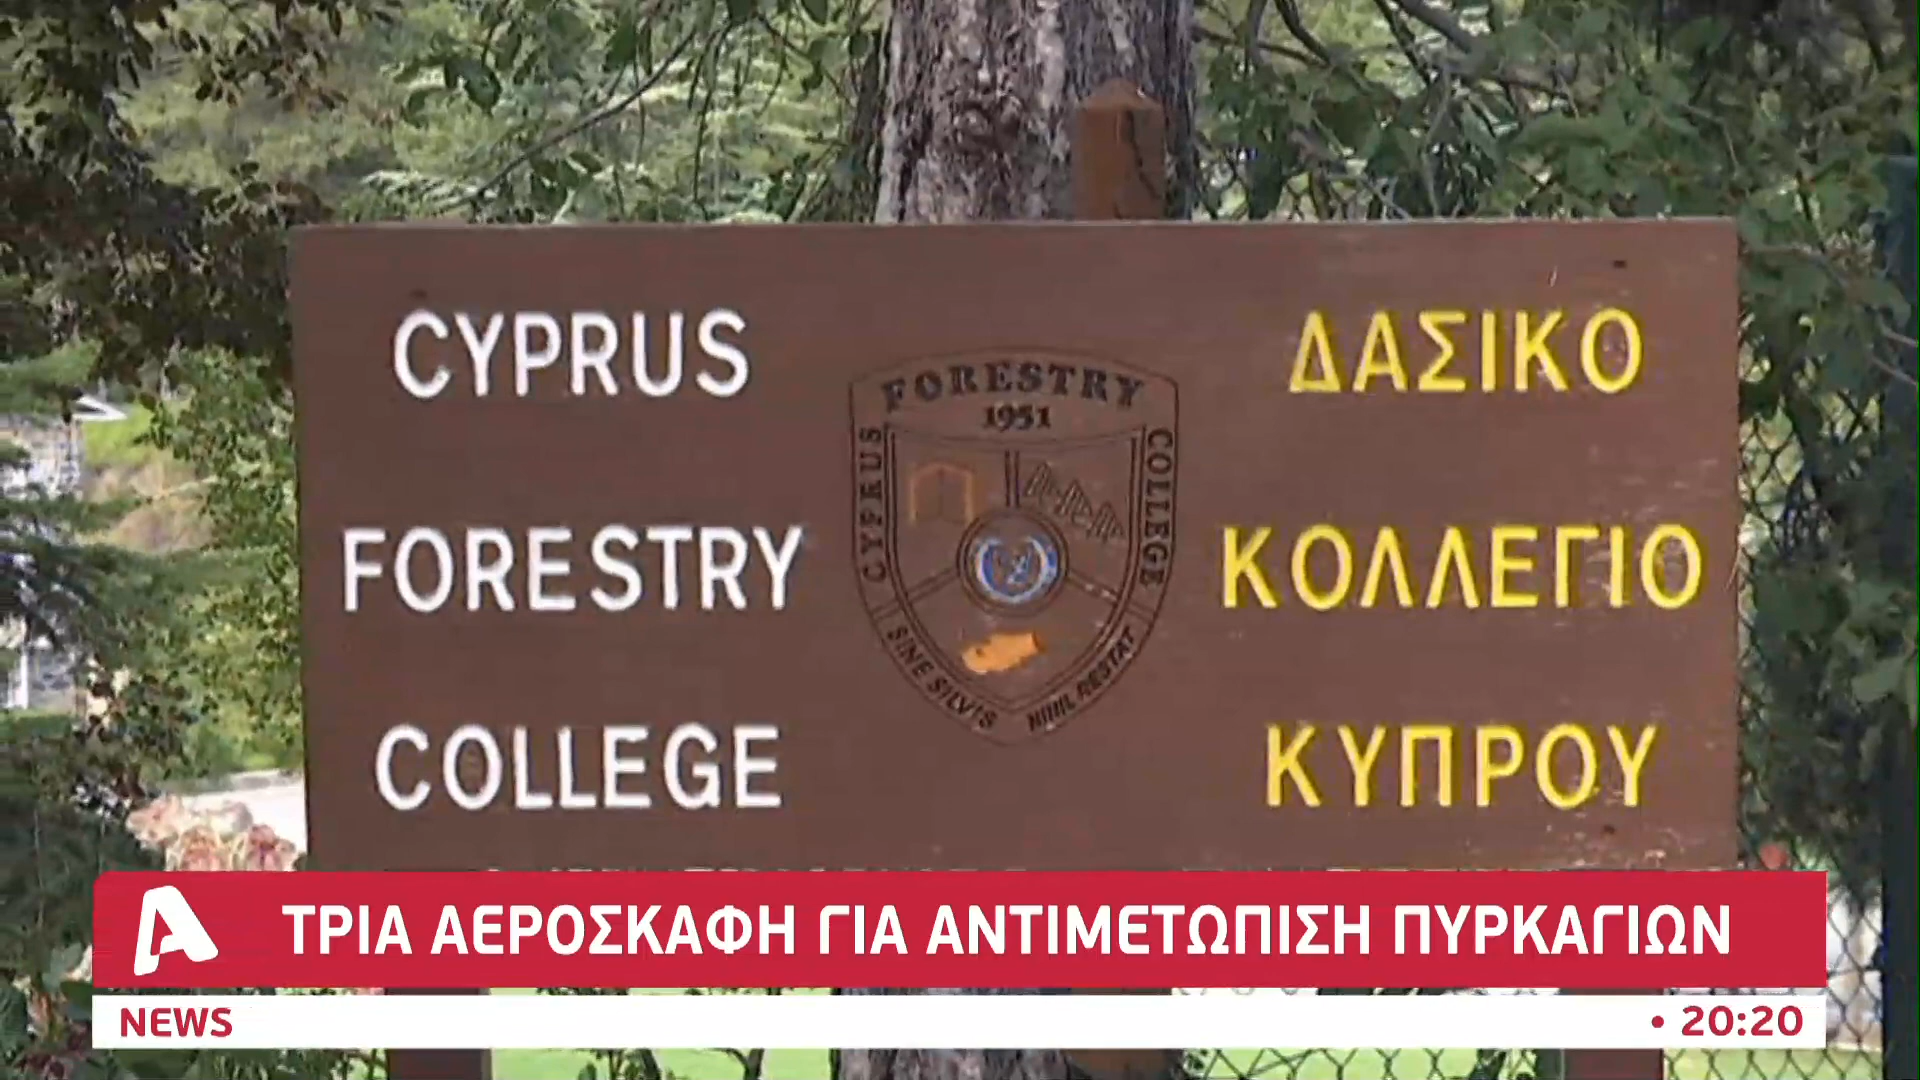 CYPRUS
FORESTRY
COLLEGE
FORESTRY
1951
CYPRUS
COLLEGE
SINE SILVIS
NIHIL RESTAT
ΔΑΣΙΚΟ
ΚΟΛΛΕΓΙΟ
ΚΥΠΡΟΥ
ΤΡΙΑ ΑΕΡΟΣΚΑΦΗ ΓΙΑ ΑΝΤΙΜΕΤΩΠΙΣΗ ΠΥΡΚΑΓΙΩΝ
NEWS
• 20:20